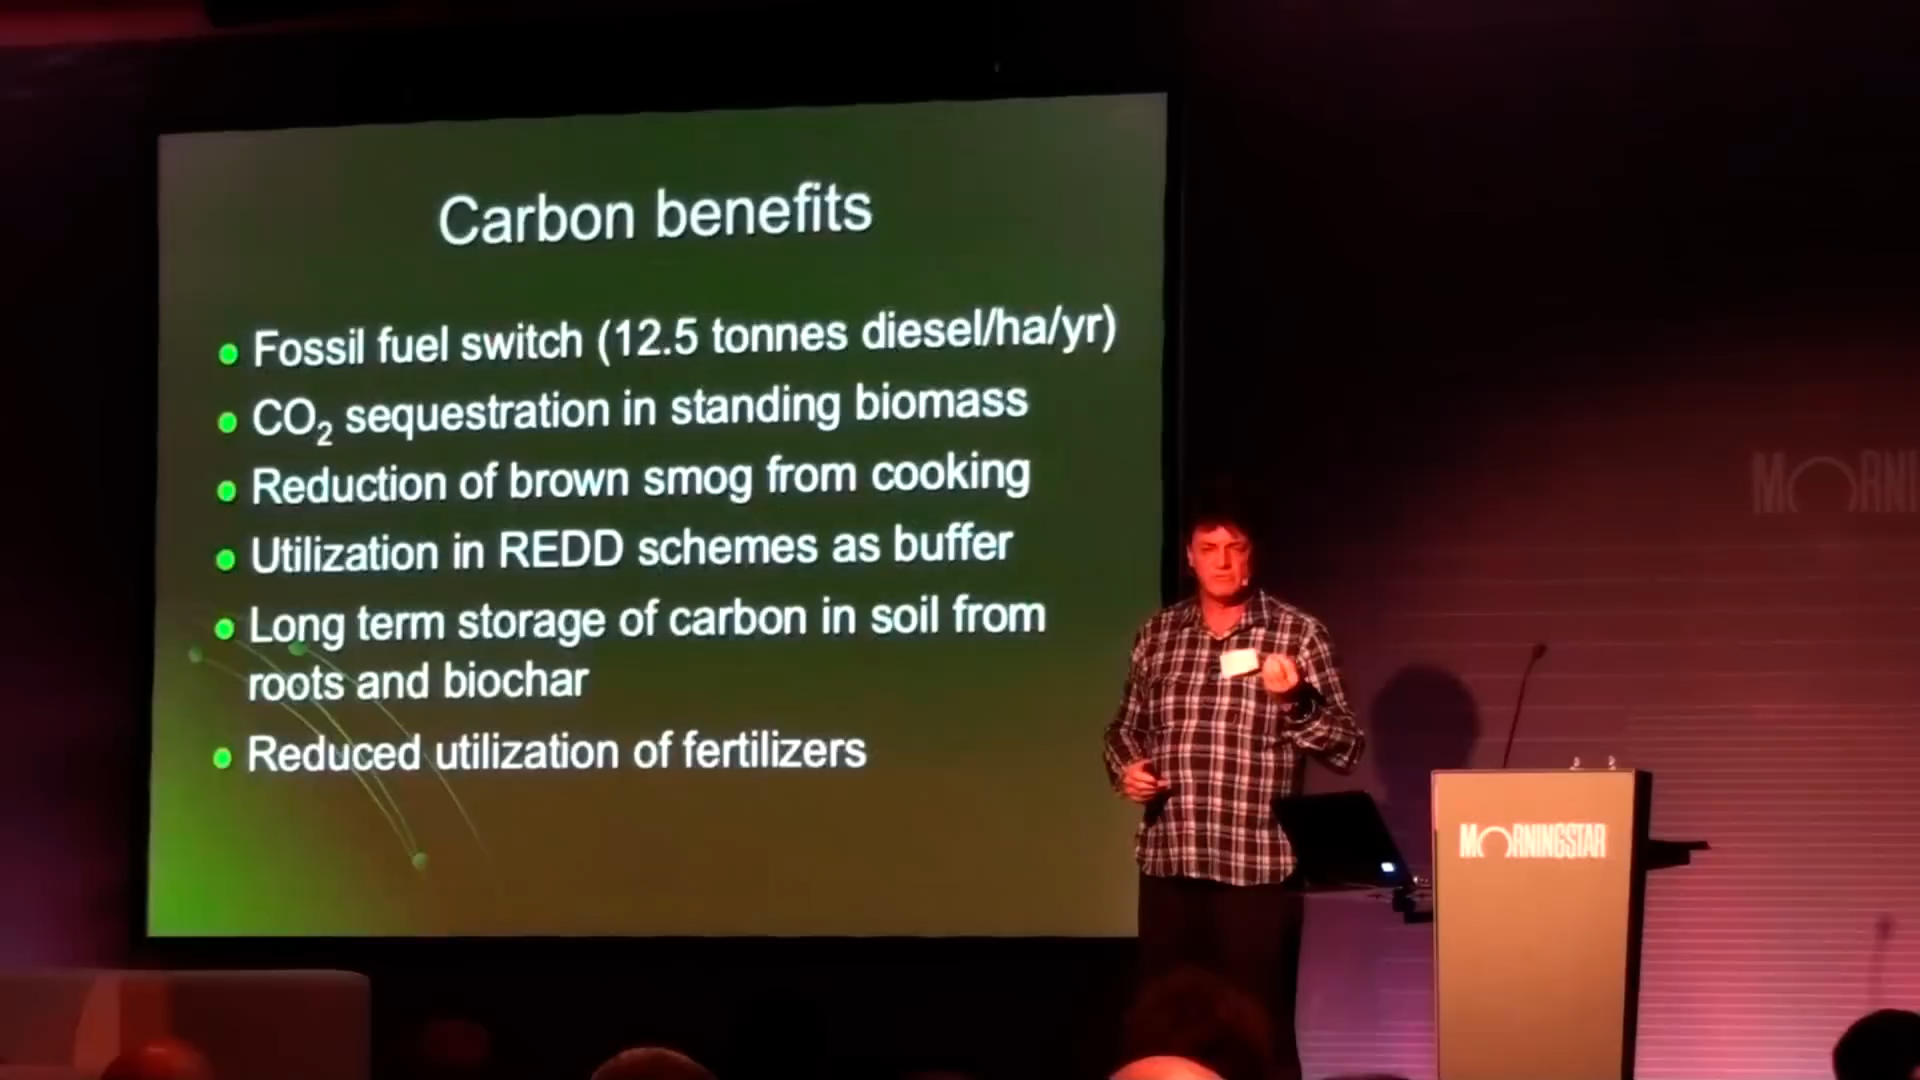 Carbon benefits
Fossil fuel switch (12.5 tonnes diesel/ha/yr)
CO₂ sequestration in standing biomass
Reduction of brown smog from cooking
Utilization in REDD schemes as buffer
Long term storage of carbon in soil from
roots and biochar
Reduced utilization of fertilizers
MORNI
MORNINGSTAR